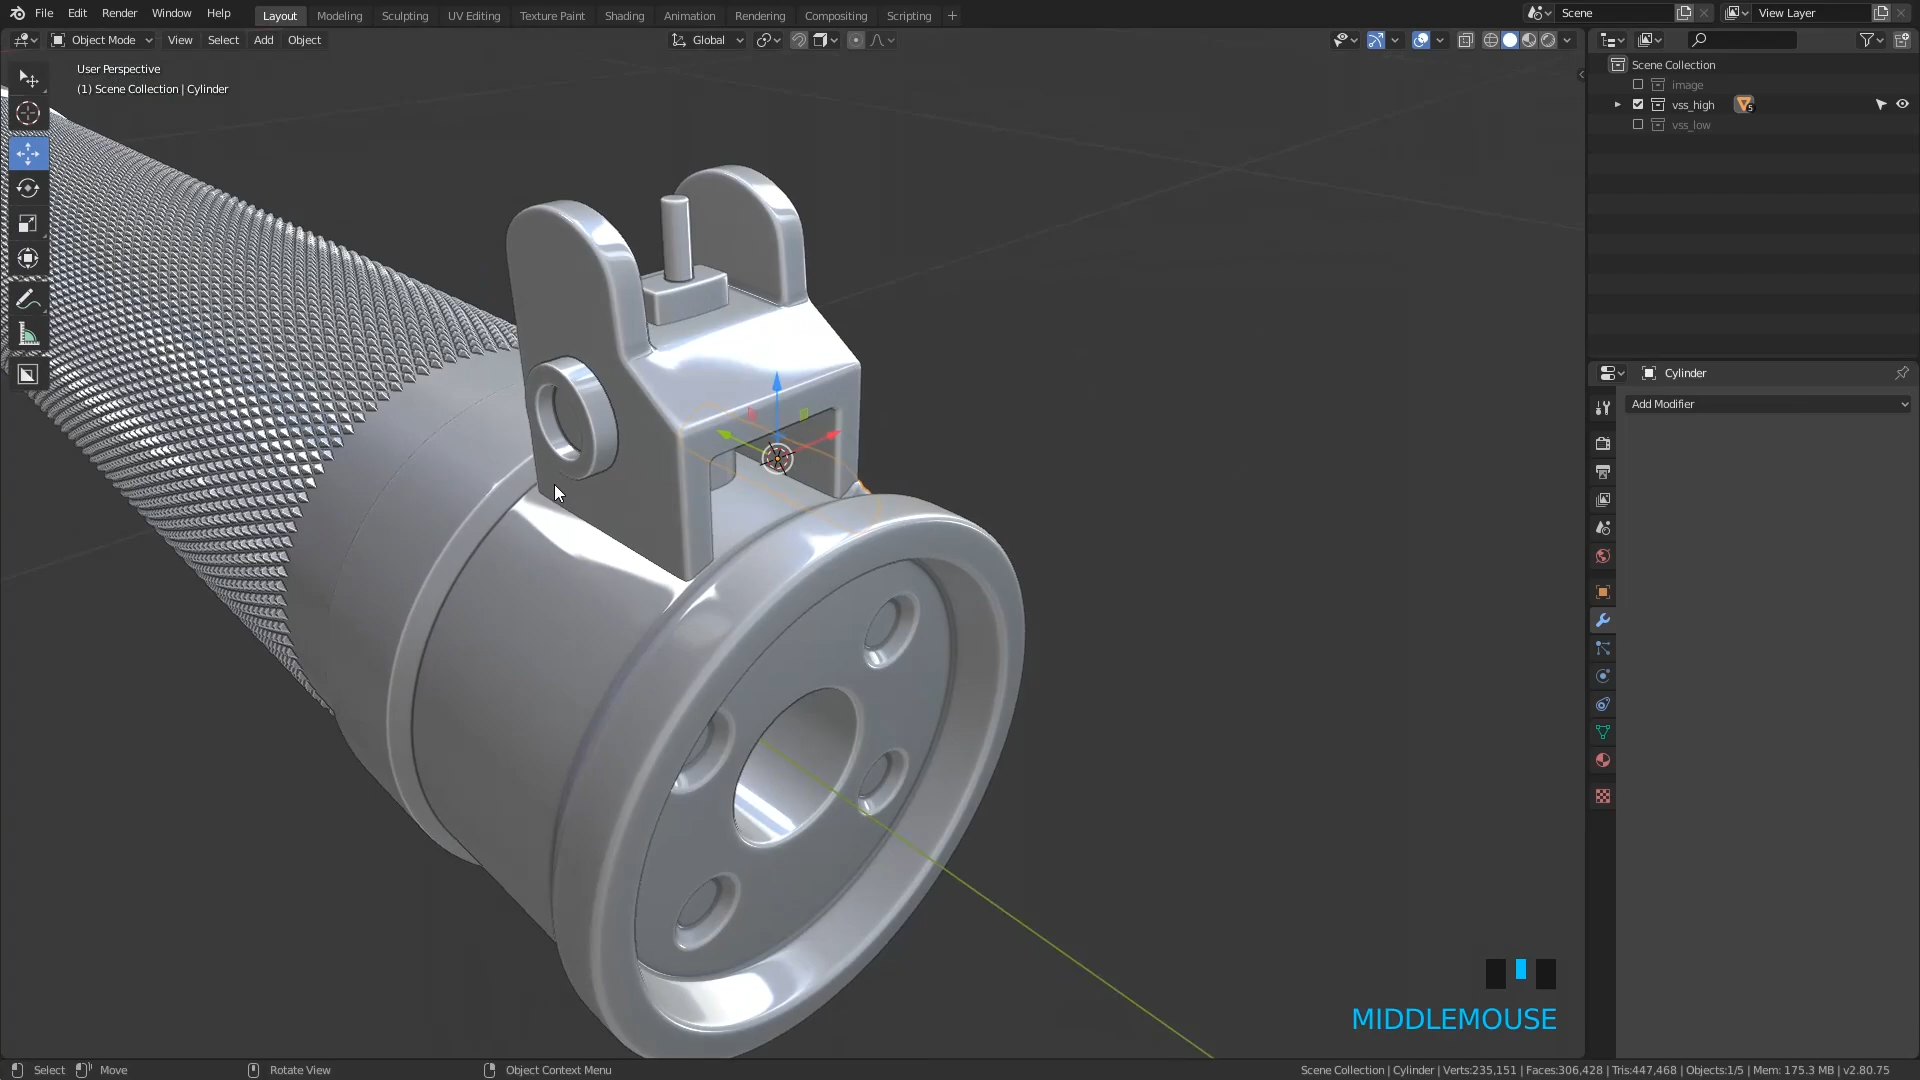 File Edit Render Window Help Layout Modeling Sculpting UV Editing Texture Paint Shading Animation Rendering Compositing Scripting + Scene View Layer
Object Mode View Select Add Object Global
User Perspective
(1) Scene Collection | Cylinder
Scene Collection
image
vss_high 5
vss_low
Cylinder
Add Modifier
MIDDLEMOUSE
Select Move Rotate View Object Context Menu Scene Collection | Cylinder | Verts:235,151 | Faces:306,428 | Tris:447,468 | Objects:1/5 | Mem: 175.3 MB | v2.80.75